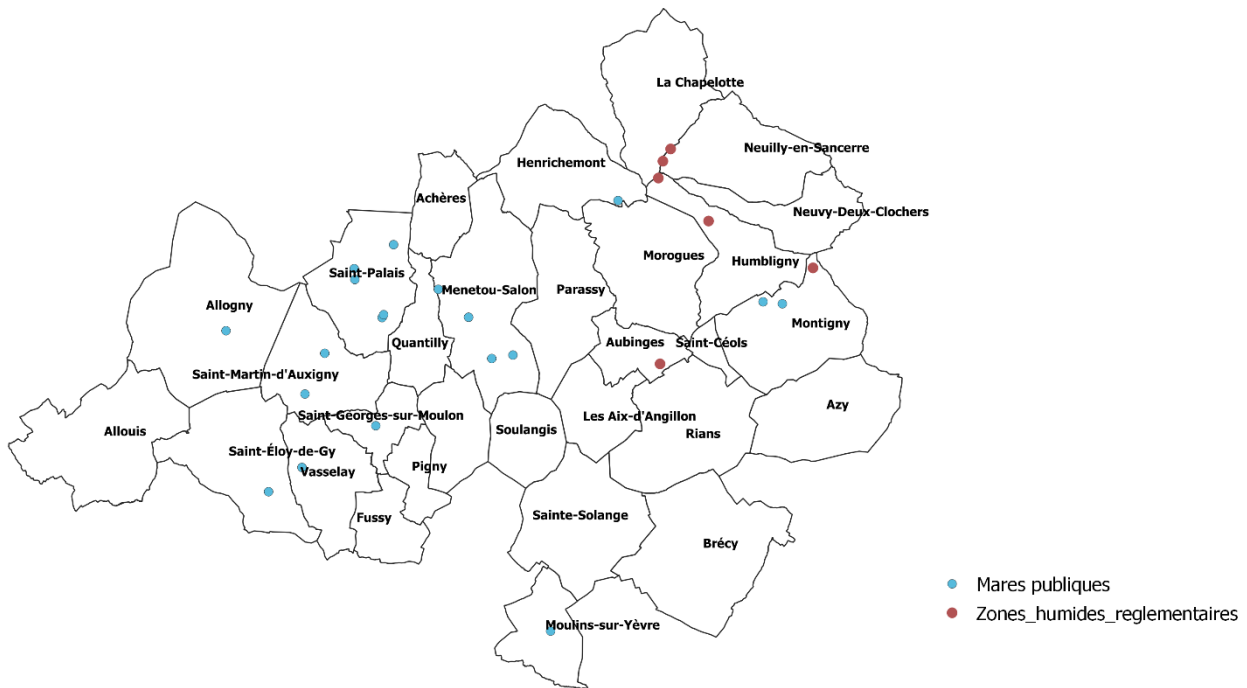 La Chapelotte
Neuilly-en-Sancerre
Henrichemont
Achères
Neuvy-Deux-Clochers
Morogues
Humbligny
Saint-Palais
Menetou-Salon
Parassy
Allogny
Montigny
Quantilly
Aubinges
Saint-Céols
Saint-Martin-d'Auxigny
Azy
Saint-Georges-sur-Moulon
Les Aix-d'Angillon
Allouis
Soulangis
Rians
Saint-Éloy-de-Gy
Pigny
Vasselay
Fussy
Sainte-Solange
Brécy
Mares publiques
Zones_humides_reglementaires
Moulins-sur-Yèvre